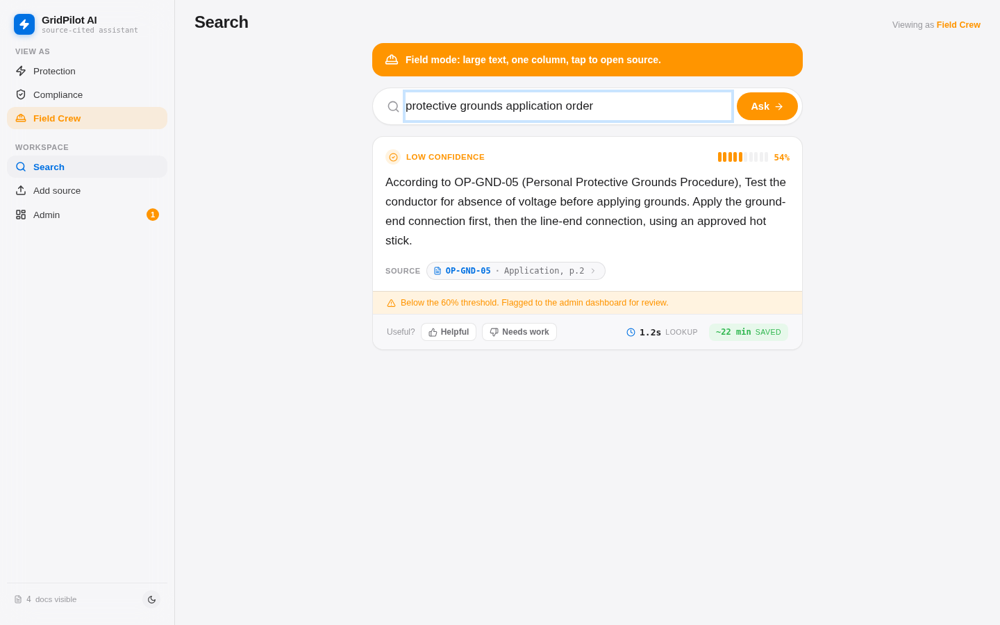 GridPilot AI
source-cited assistant
VIEW AS
Protection
Compliance
Field Crew
WORKSPACE
Search
Add source
Admin
1
4 docs visible
Search
Viewing as Field Crew
Field mode: large text, one column, tap to open source.
protective grounds application order
Ask
LOW CONFIDENCE
54%
According to OP-GND-05 (Personal Protective Grounds Procedure), Test the
conductor for absence of voltage before applying grounds. Apply the ground-
end connection first, then the line-end connection, using an approved hot
stick.
SOURCE
OP-GND-05 · Application, p.2
Below the 60% threshold. Flagged to the admin dashboard for review.
Useful?
Helpful
Needs work
1.2s LOOKUP
~22 min SAVED